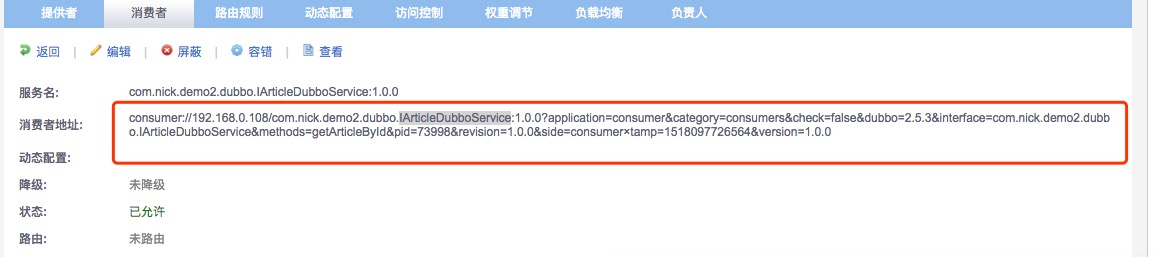 提供者 消费者 路由规则 动态配置 访问控制 权重调节 负载均衡 负责人
返回 | 编辑 | 屏蔽 | 容错 | 查看
服务名: com.nick.demo2.dubbo.IArticleDubboService:1.0.0
消费者地址: consumer://192.168.0.108/com.nick.demo2.dubbo.IArticleDubboService:1.0.0?application=consumer&category=consumers&check=false&dubbo=2.5.3&interface=com.nick.demo2.dubb
o.IArticleDubboService&methods=getArticleById&pid=73998&revision=1.0.0&side=consumer×tamp=1518097726564&version=1.0.0
动态配置:
降级: 未降级
状态: 已允许
路由: 未路由